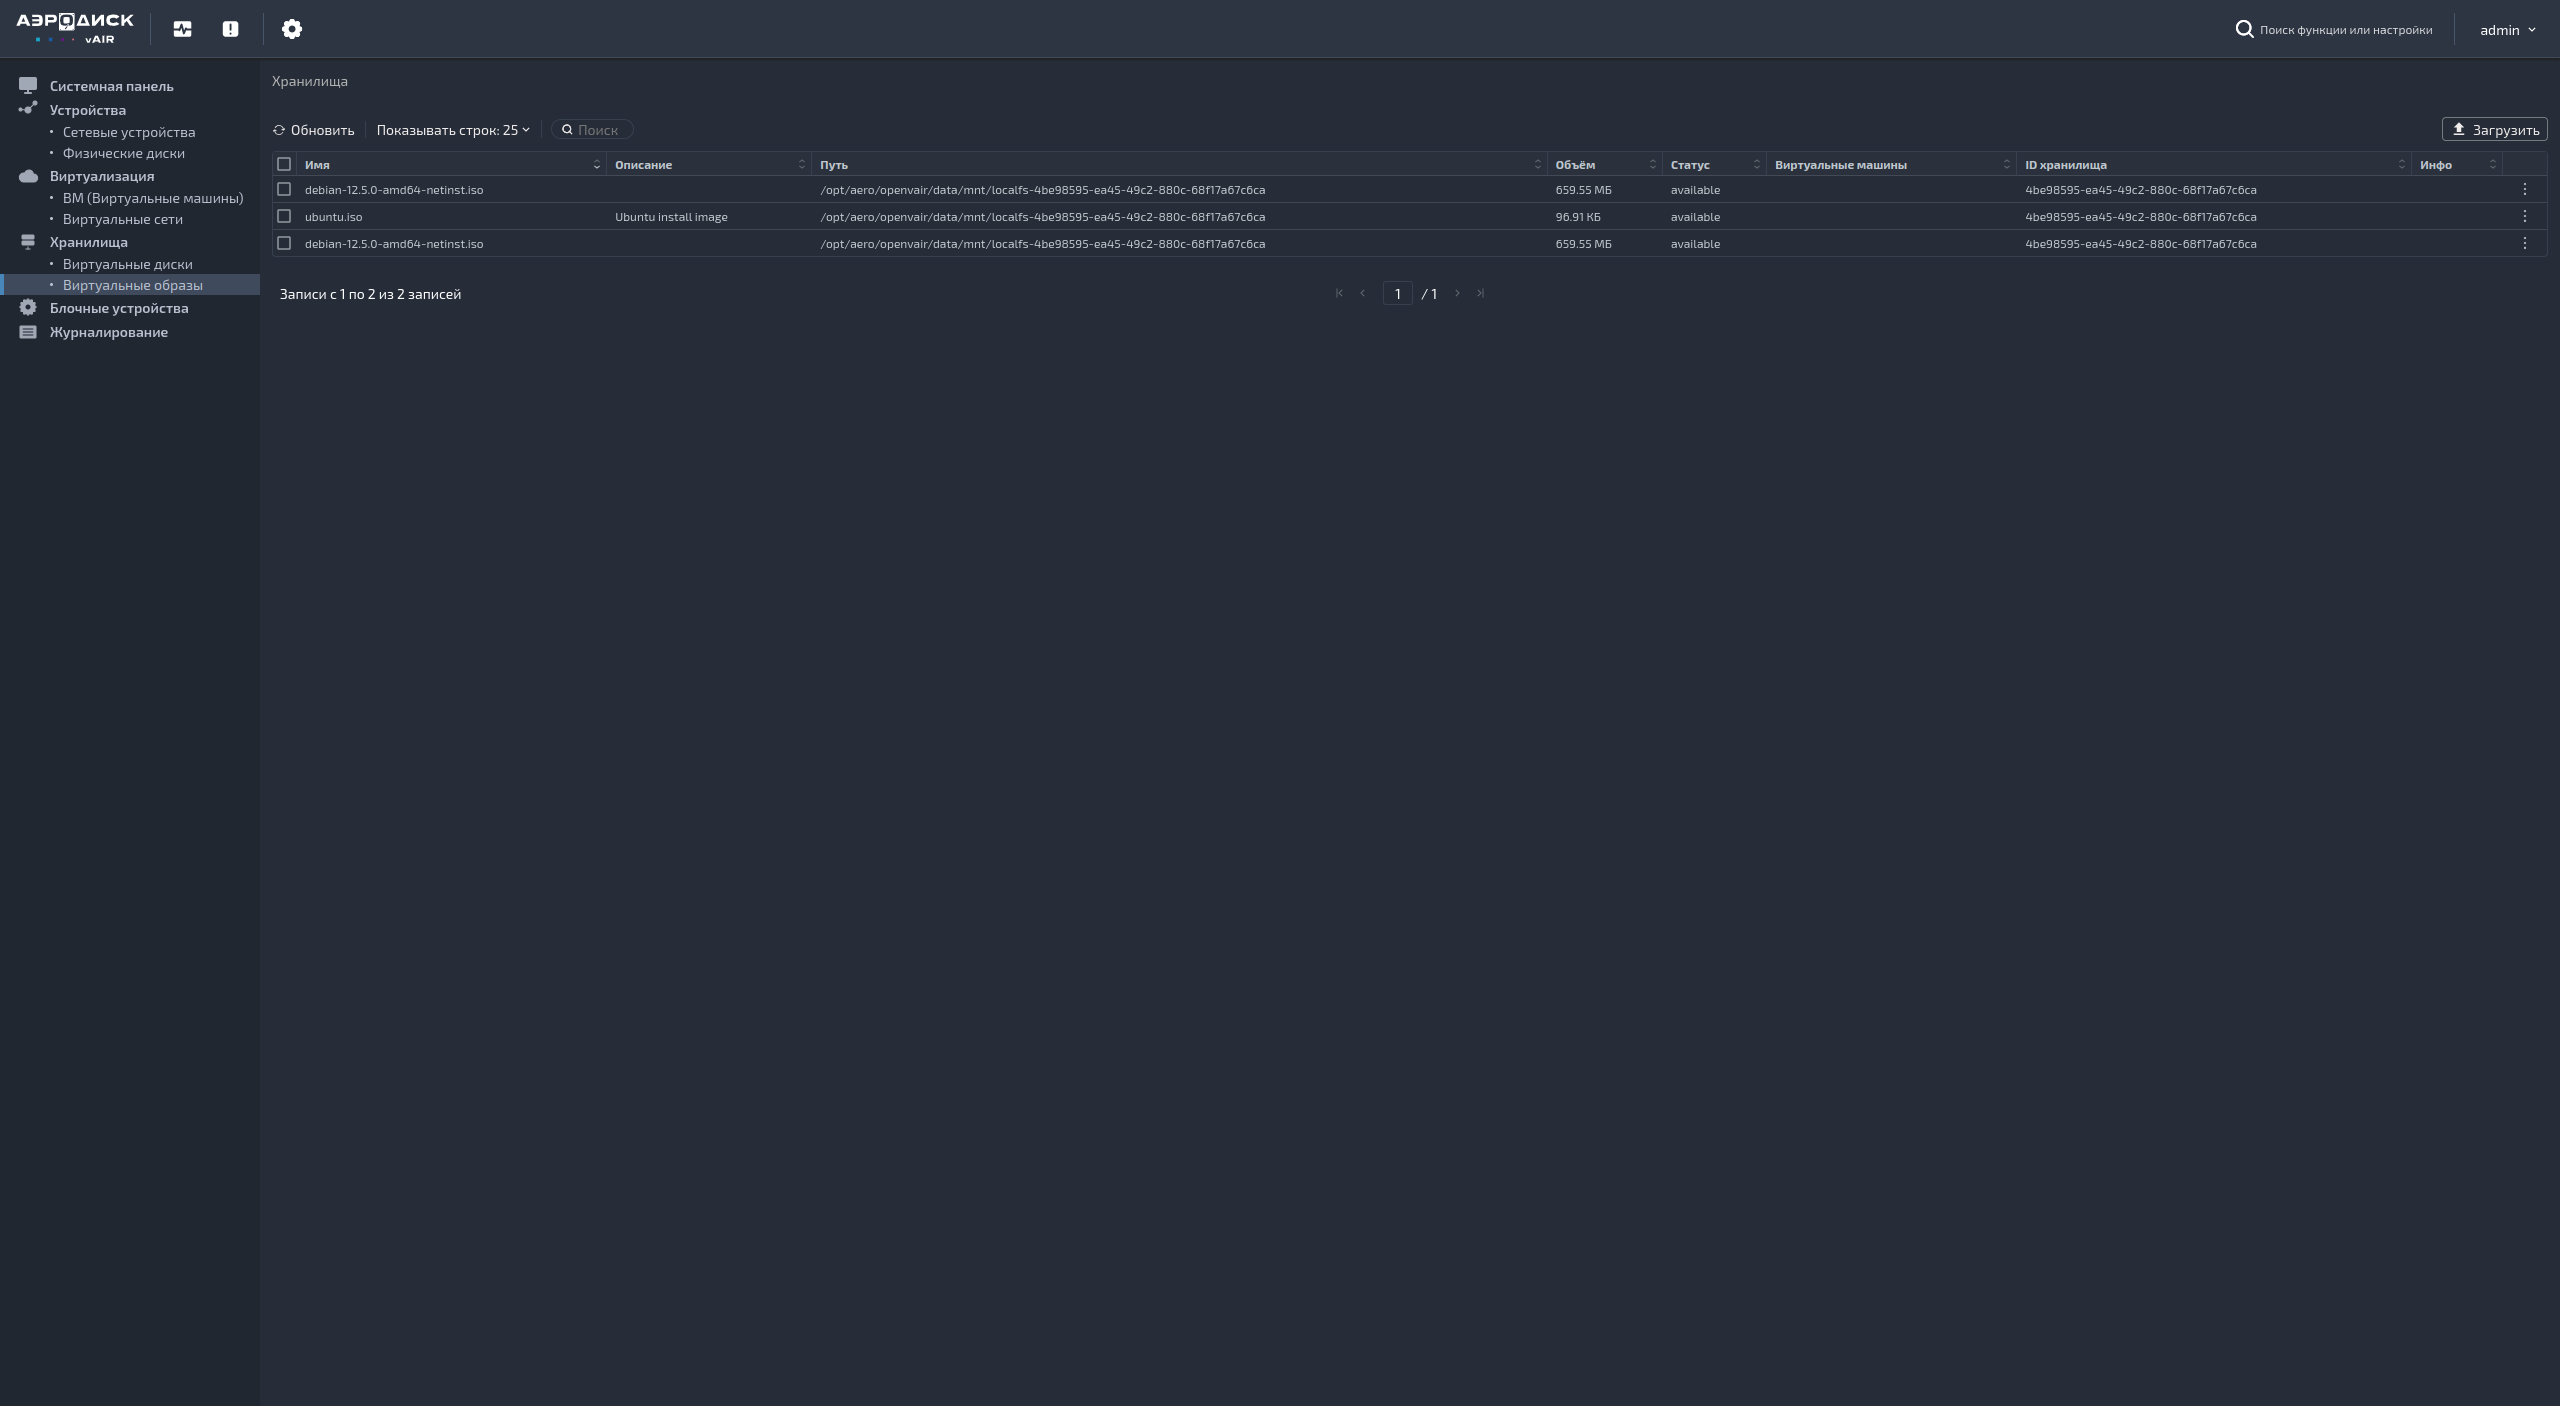 АЭРОДИСК
vAIR
Поиск функции или настройки
admin
Системная панель
Устройства
Сетевые устройства
Физические диски
Виртуализация
ВМ (Виртуальные машины)
Виртуальные сети
Хранилища
Виртуальные диски
Виртуальные образы
Блочные устройства
Журналирование
Хранилища
Обновить Показывать строк: 25 Поиск Загрузить
Имя Описание Путь Объём Статус Виртуальные машины ID хранилища Инфо
debian-12.5.0-amd64-netinst.iso /opt/aero/openvair/data/mnt/localfs-4be98595-ea45-49c2-880c-68f17a67c6ca 659.55 МБ available 4be98595-ea45-49c2-880c-68f17a67c6ca
ubuntu.iso Ubuntu install image /opt/aero/openvair/data/mnt/localfs-4be98595-ea45-49c2-880c-68f17a67c6ca 96.91 КБ available 4be98595-ea45-49c2-880c-68f17a67c6ca
debian-12.5.0-amd64-netinst.iso /opt/aero/openvair/data/mnt/localfs-4be98595-ea45-49c2-880c-68f17a67c6ca 659.55 МБ available 4be98595-ea45-49c2-880c-68f17a67c6ca
Записи с 1 по 2 из 2 записей 1 / 1